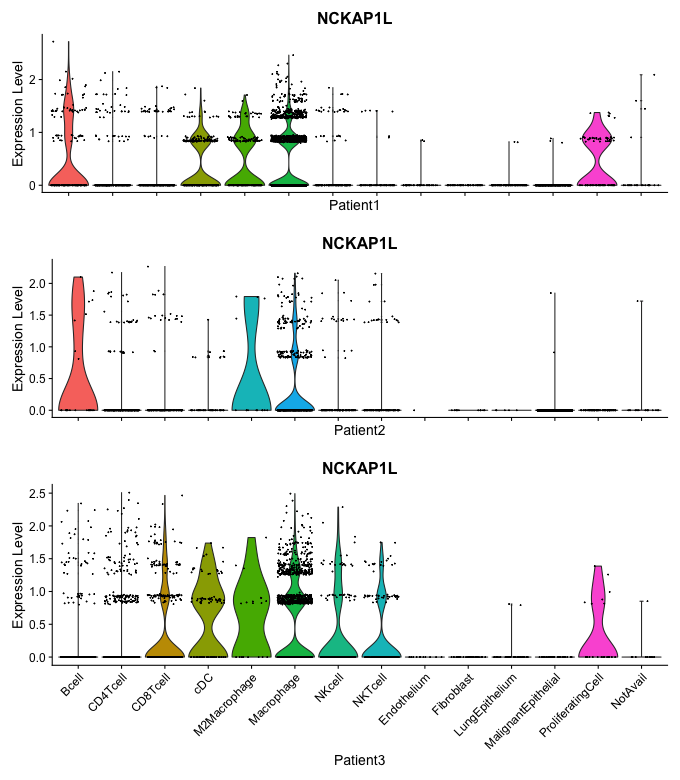 NCKAP1L
Expression Level
2
1
0
Patient1
NCKAP1L
Expression Level
2.0
1.5
1.0
0.5
0.0
Patient2
NCKAP1L
Expression Level
2.5
2.0
1.5
1.0
0.5
0.0
Bcell
CD4Tcell
CD8Tcell
cDC
M2Macrophage
Macrophage
NKcell
NKTcell
Endothelium
Fibroblast
LungEpithelium
MalignantEpithelial
ProliferatingCell
NotAvail
Patient3